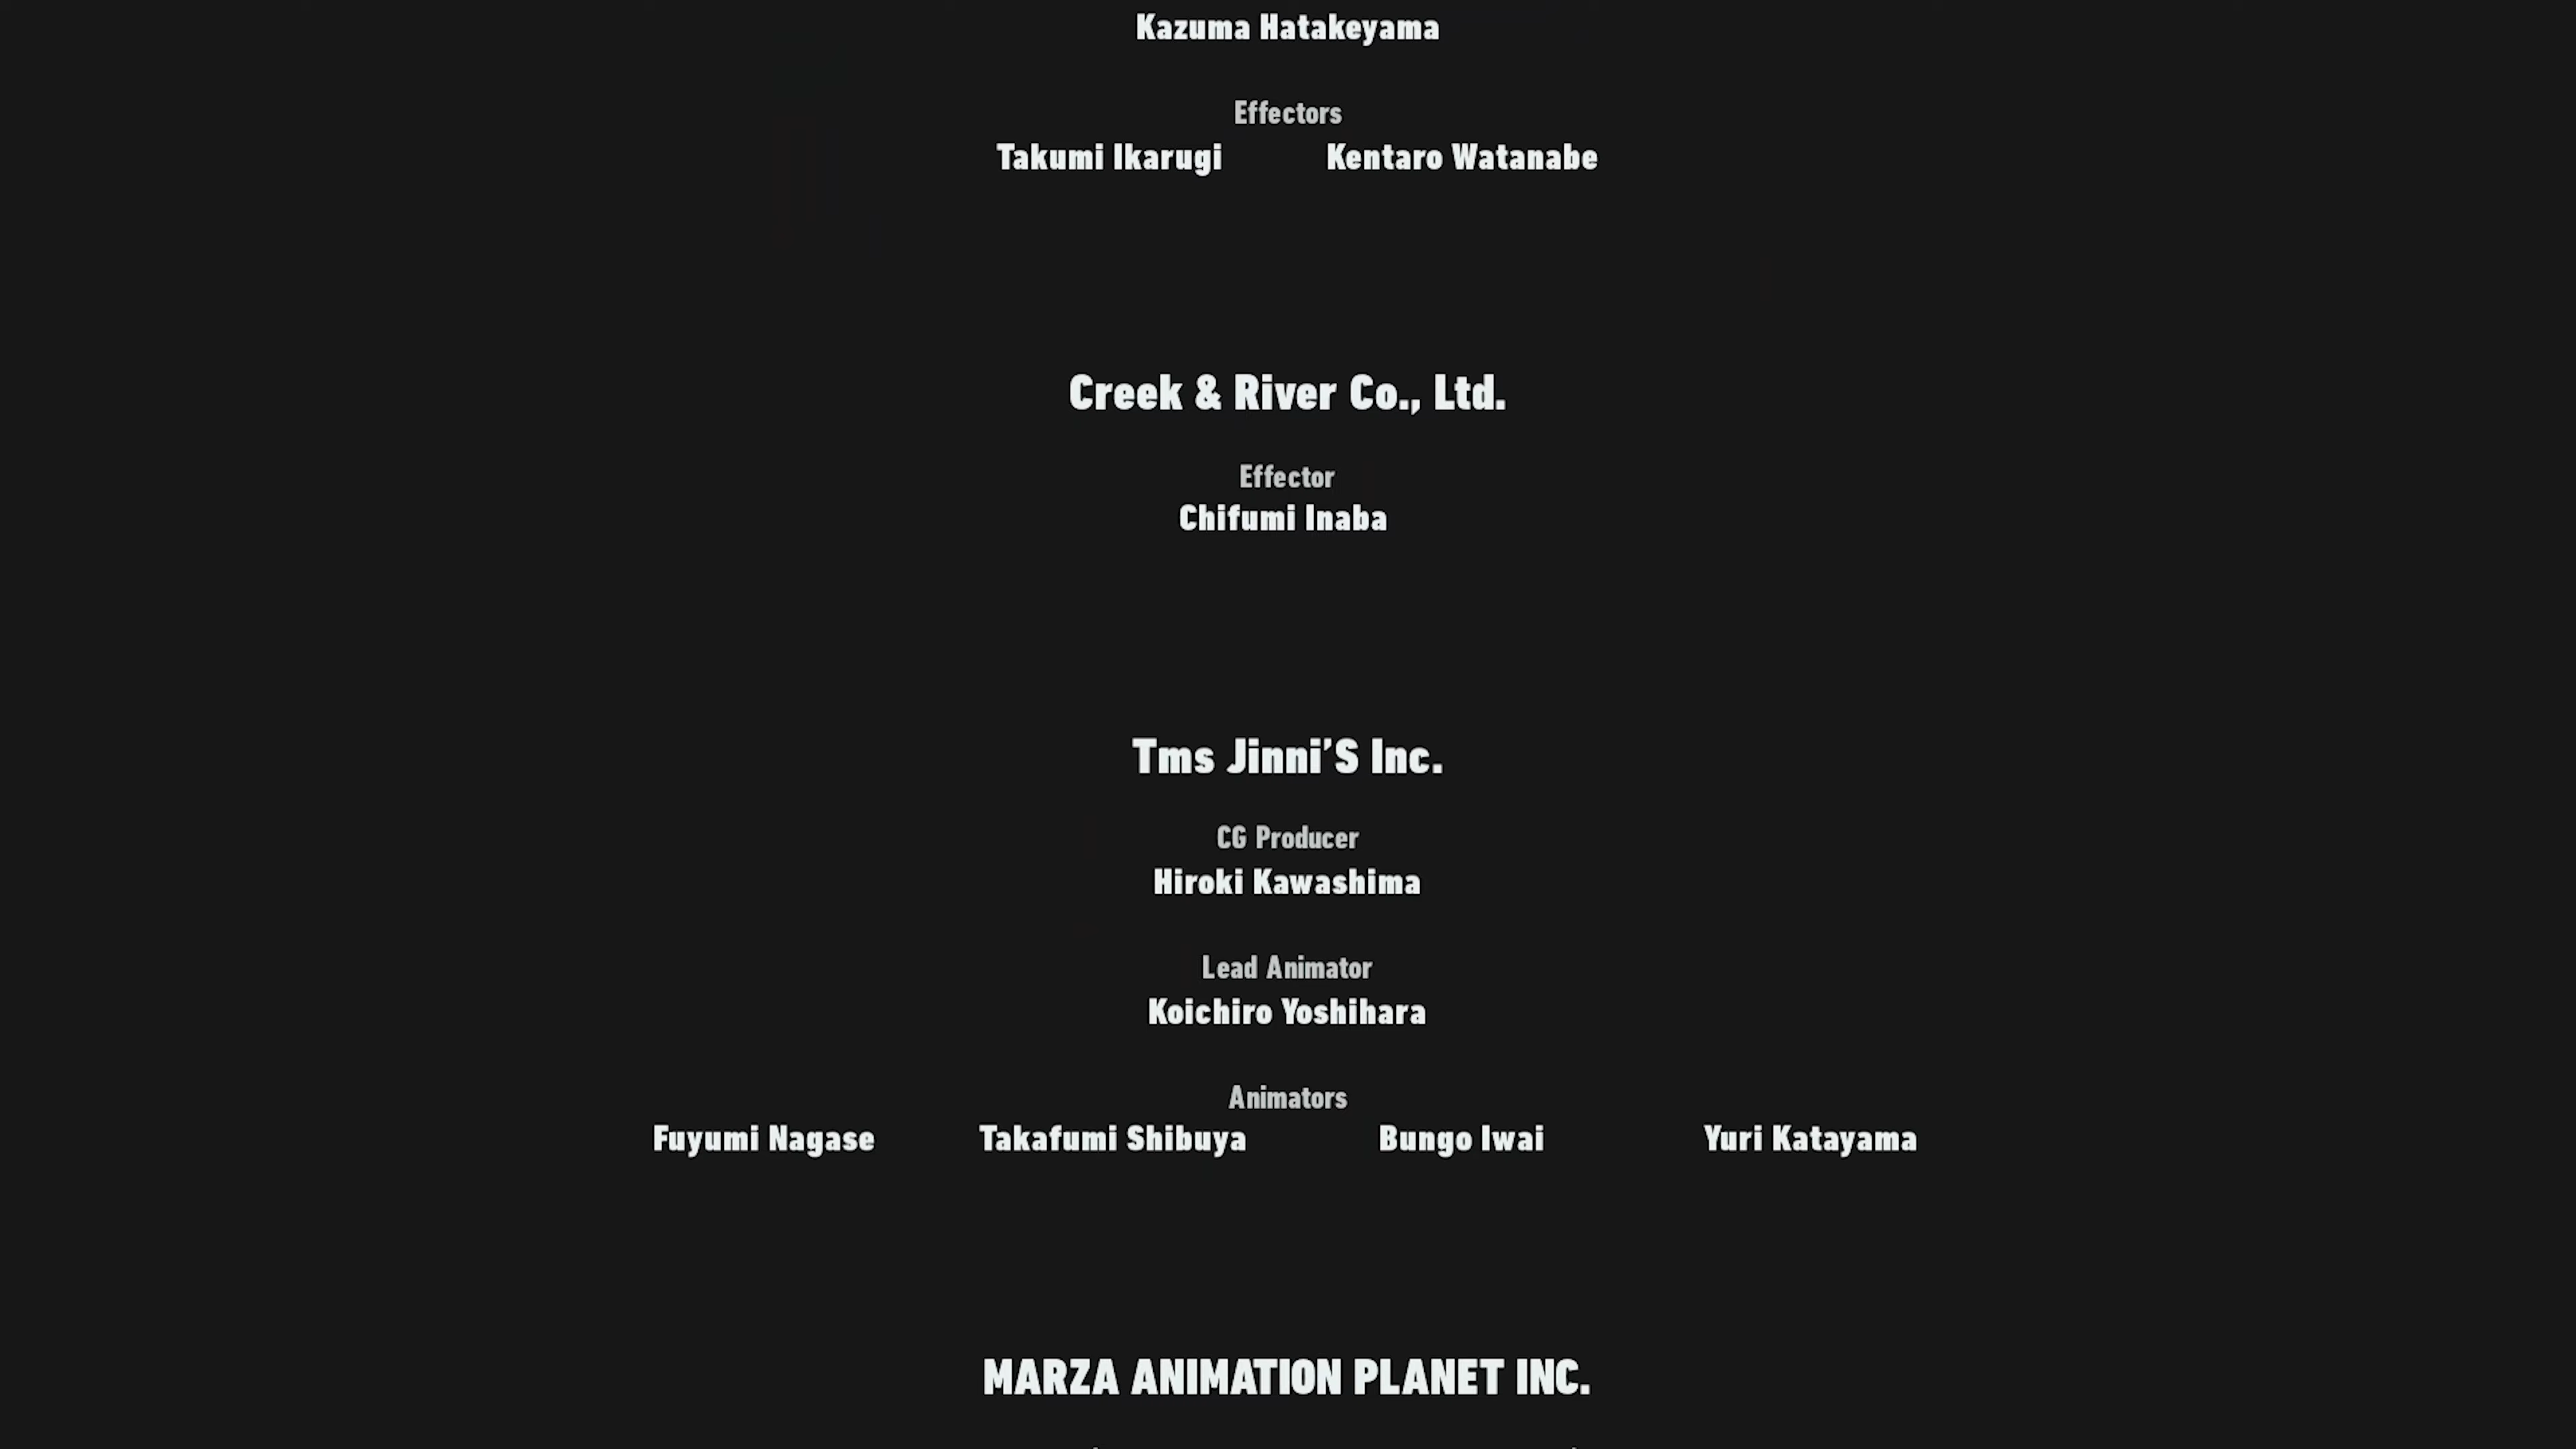 Kazuma Hatakeyama
Effectors
Takumi Ikarugi Kentaro Watanabe
Creek & River Co., Ltd.
Effector
Chifumi Inaba
Tms Jinni'S Inc.
CG Producer
Hiroki Kawashima
Lead Animator
Koichiro Yoshihara
Animators
Fuyumi Nagase Takafumi Shibuya Bungo Iwai Yuri Katayama
MARZA ANIMATION PLANET INC.